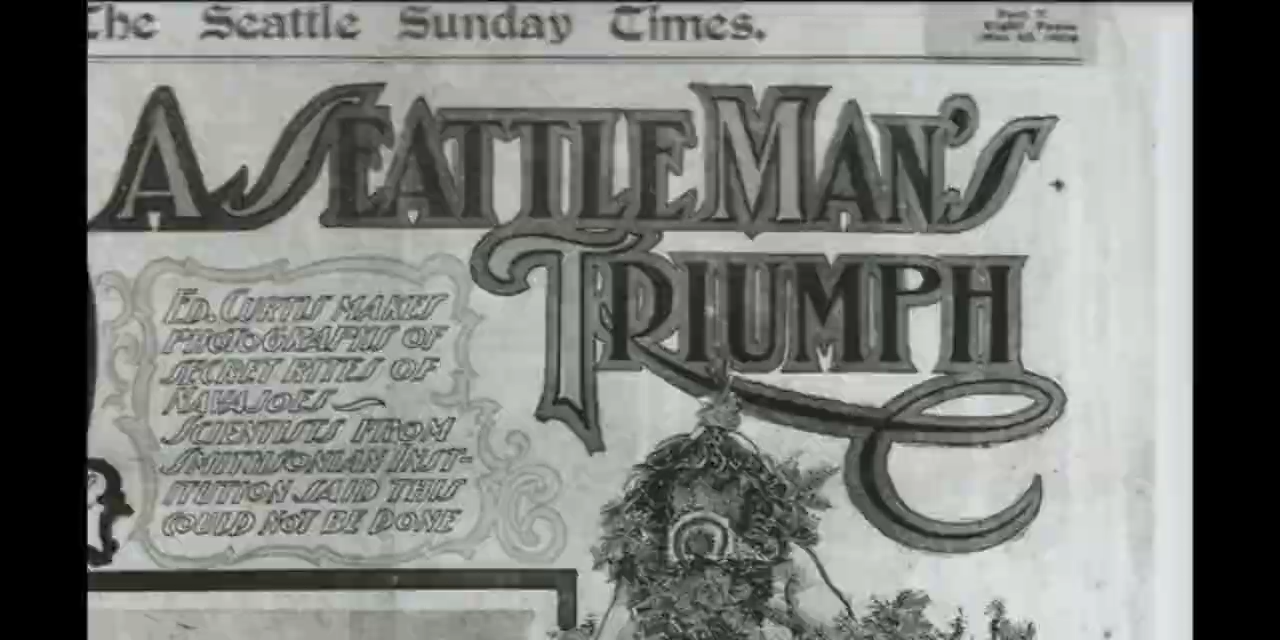 The Seattle Sunday Times.
A SEATTLE MAN'S
TRIUMPH
ED. CURTIS MAKES
PHOTOGRAPHS OF
SECRET RITES OF
NAVAJOES —
SCIENTISTS FROM
SMITHSONIAN INST-
ITUTION SAID THIS
COULD NOT BE DONE